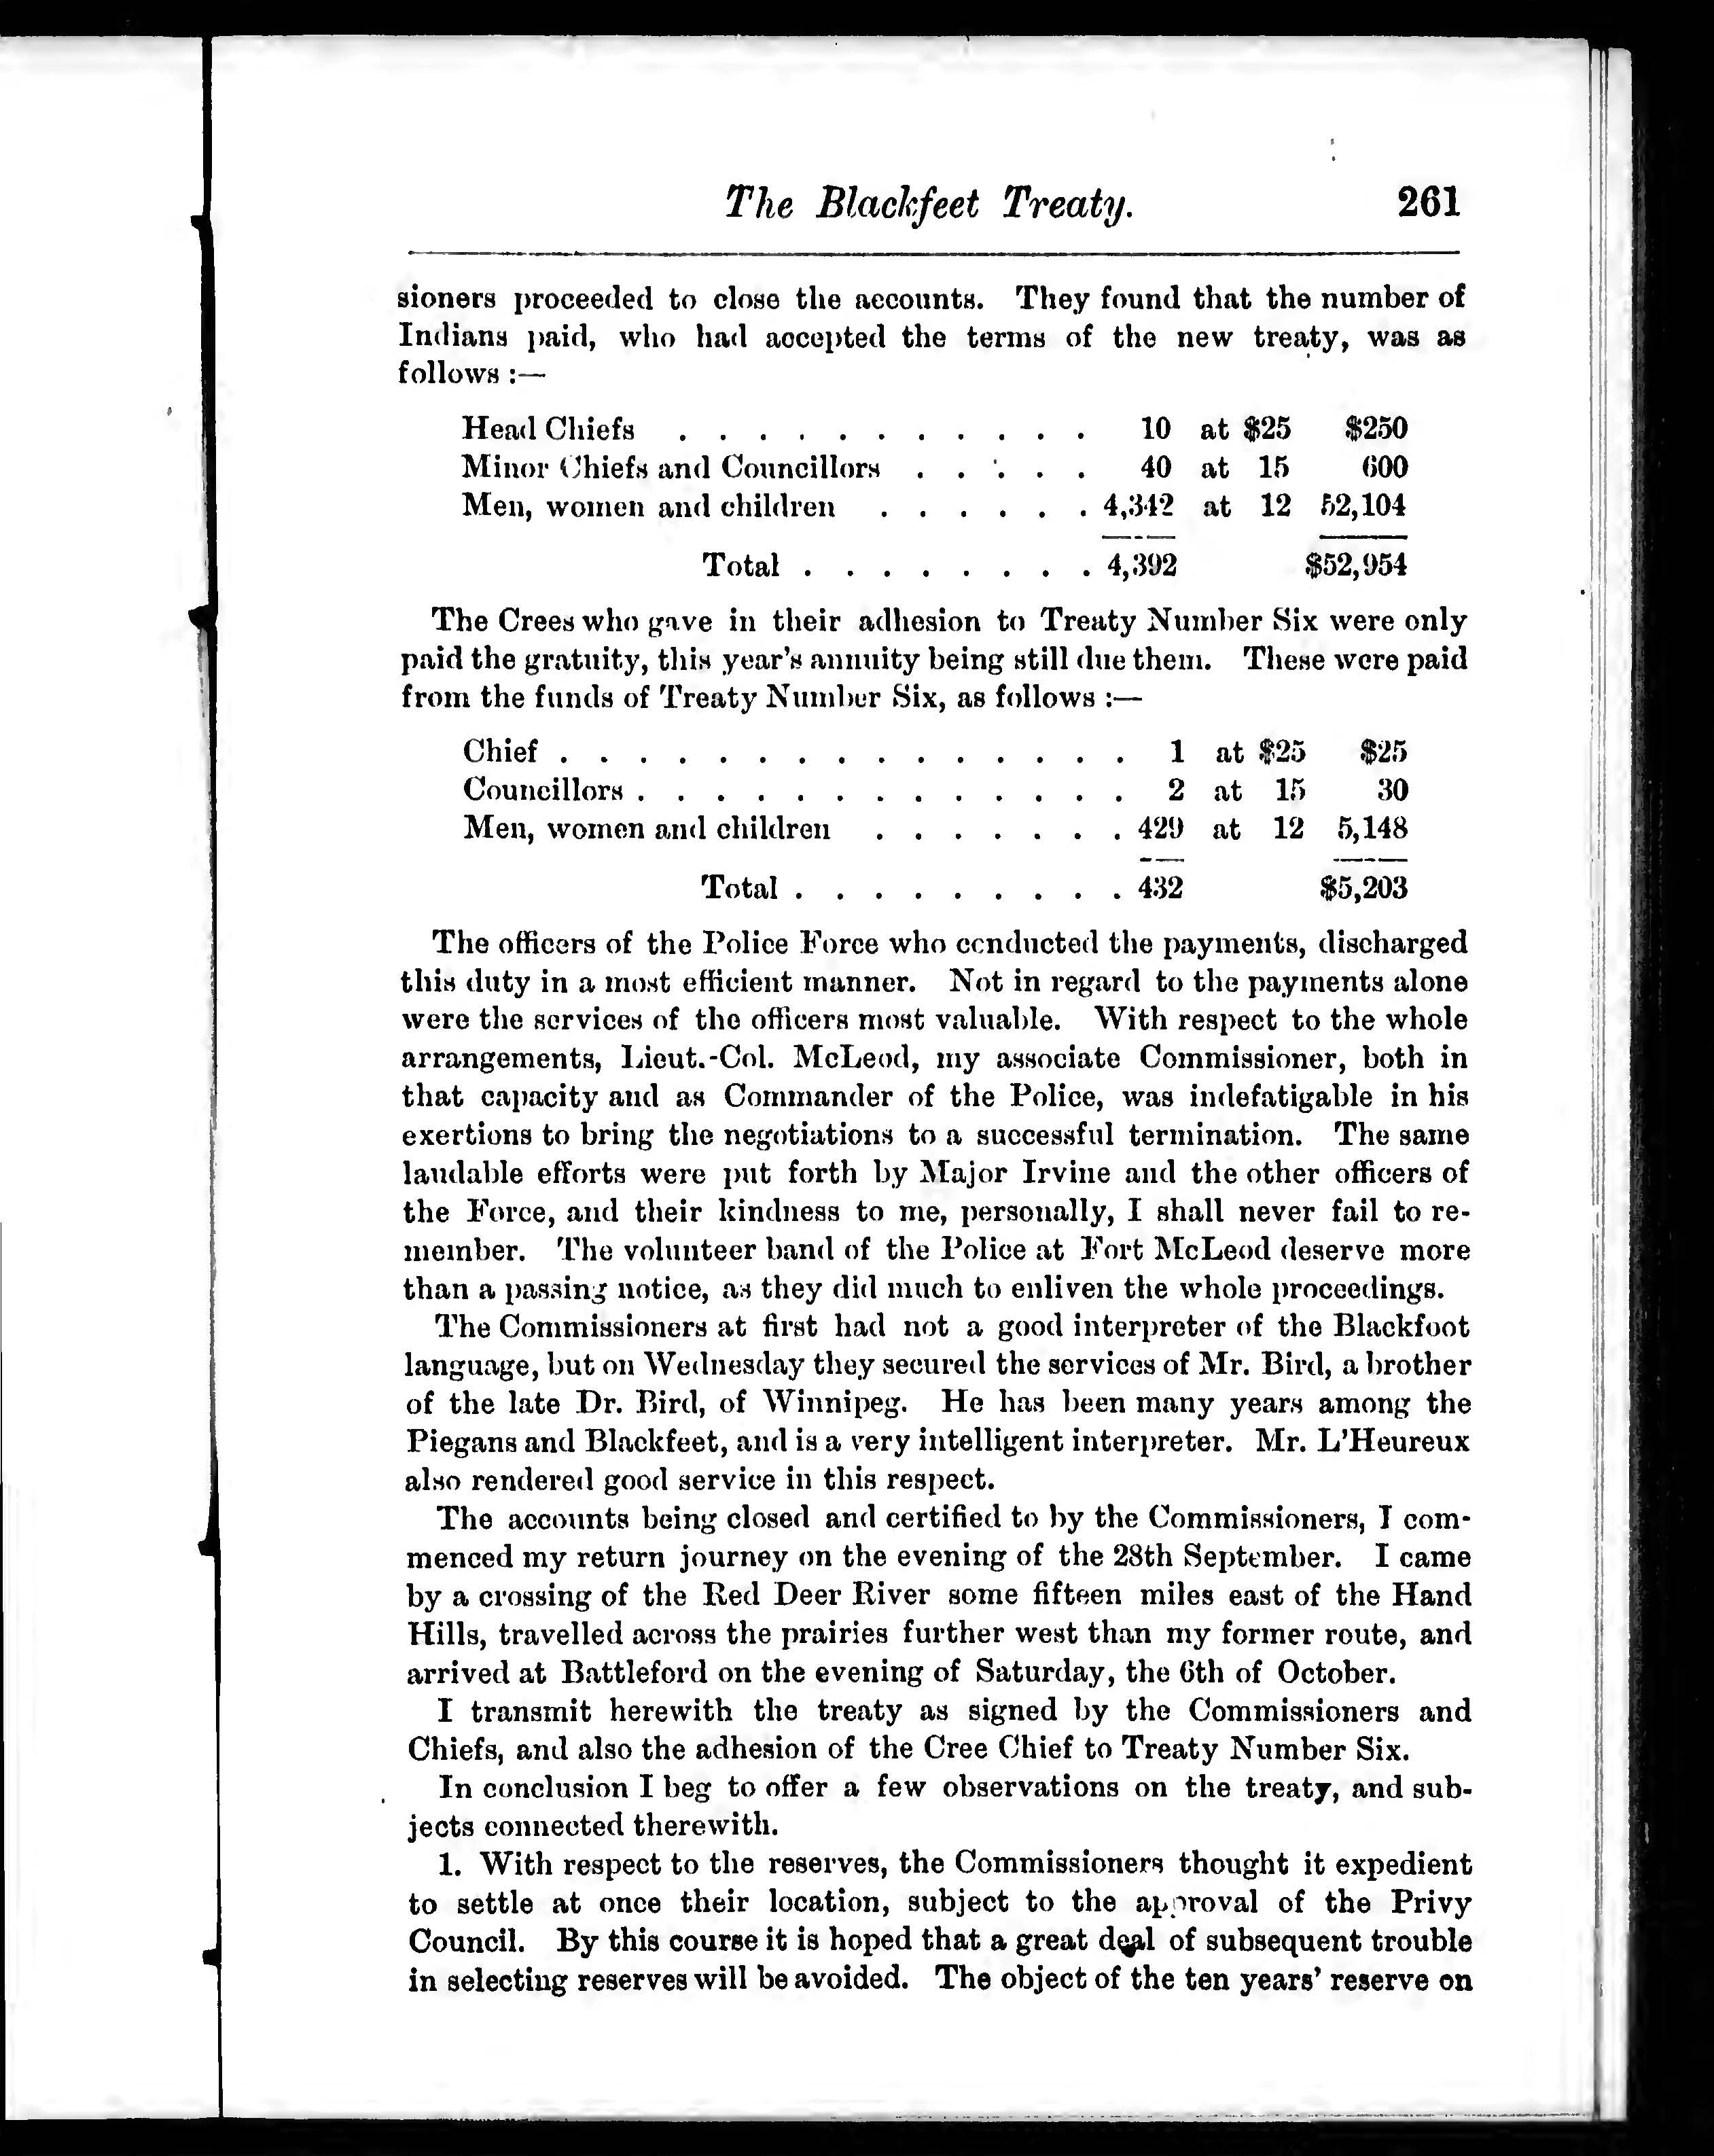 The Blackfeet Treaty. 261
sioners proceeded to close the accounts. They found that the number of
Indians paid, who had accepted the terms of the new treaty, was as
follows :—
Head Chiefs . . . . . . . . . . . 10 at $25 $250
Minor Chiefs and Councillors . . . . . 40 at 15 600
Men, women and children . . . . . . 4,342 at 12 52,104
Total . . . . . . . . 4,392 $52,954
The Crees who gave in their adhesion to Treaty Number Six were only
paid the gratuity, this year's annuity being still due them. These were paid
from the funds of Treaty Number Six, as follows :—
Chief . . . . . . . . . . . . . . . 1 at $25 $25
Councillors . . . . . . . . . . . . . 2 at 15 30
Men, women and children . . . . . . . 429 at 12 5,148
Total . . . . . . . . . 432 $5,203
The officers of the Police Force who conducted the payments, discharged
this duty in a most efficient manner. Not in regard to the payments alone
were the services of the officers most valuable. With respect to the whole
arrangements, Lieut.-Col. McLeod, my associate Commissioner, both in
that capacity and as Commander of the Police, was indefatigable in his
exertions to bring the negotiations to a successful termination. The same
laudable efforts were put forth by Major Irvine and the other officers of
the Force, and their kindness to me, personally, I shall never fail to re-
member. The volunteer band of the Police at Fort McLeod deserve more
than a passing notice, as they did much to enliven the whole proceedings.
The Commissioners at first had not a good interpreter of the Blackfoot
language, but on Wednesday they secured the services of Mr. Bird, a brother
of the late Dr. Bird, of Winnipeg. He has been many years among the
Piegans and Blackfeet, and is a very intelligent interpreter. Mr. L'Heureux
also rendered good service in this respect.
The accounts being closed and certified to by the Commissioners, I com-
menced my return journey on the evening of the 28th September. I came
by a crossing of the Red Deer River some fifteen miles east of the Hand
Hills, travelled across the prairies further west than my former route, and
arrived at Battleford on the evening of Saturday, the 6th of October.
I transmit herewith the treaty as signed by the Commissioners and
Chiefs, and also the adhesion of the Cree Chief to Treaty Number Six.
In conclusion I beg to offer a few observations on the treaty, and sub-
jects connected therewith.
1. With respect to the reserves, the Commissioners thought it expedient
to settle at once their location, subject to the approval of the Privy
Council. By this course it is hoped that a great deal of subsequent trouble
in selecting reserves will be avoided. The object of the ten years' reserve on